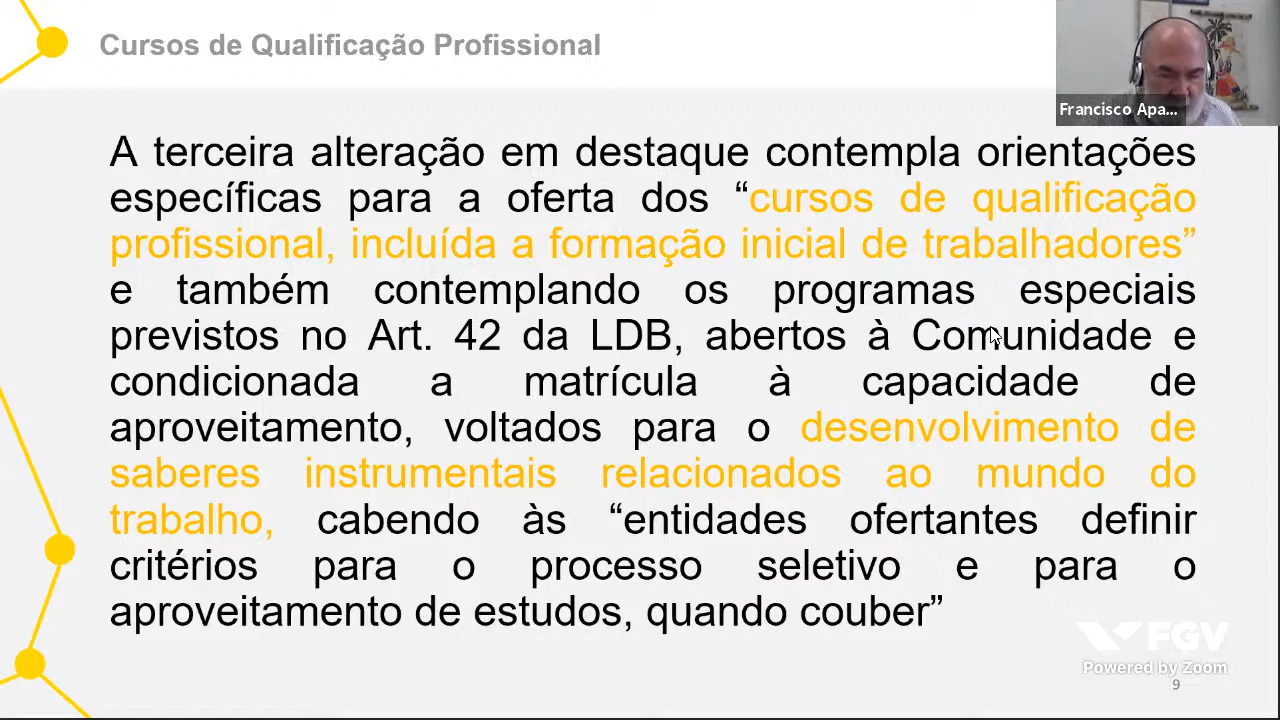 Cursos de Qualificação Profissional
Francisco Apa...
A terceira alteração em destaque contempla orientações
específicas para a oferta dos “cursos de qualificação
profissional, incluída a formação inicial de trabalhadores”
e também contemplando os programas especiais
previstos no Art. 42 da LDB, abertos à Comunidade e
condicionada a matrícula à capacidade de
aproveitamento, voltados para o desenvolvimento de
saberes instrumentais relacionados ao mundo do
trabalho, cabendo às “entidades ofertantes definir
critérios para o processo seletivo e para o
aproveitamento de estudos, quando couber”
FGV
Powered by Zoom
9